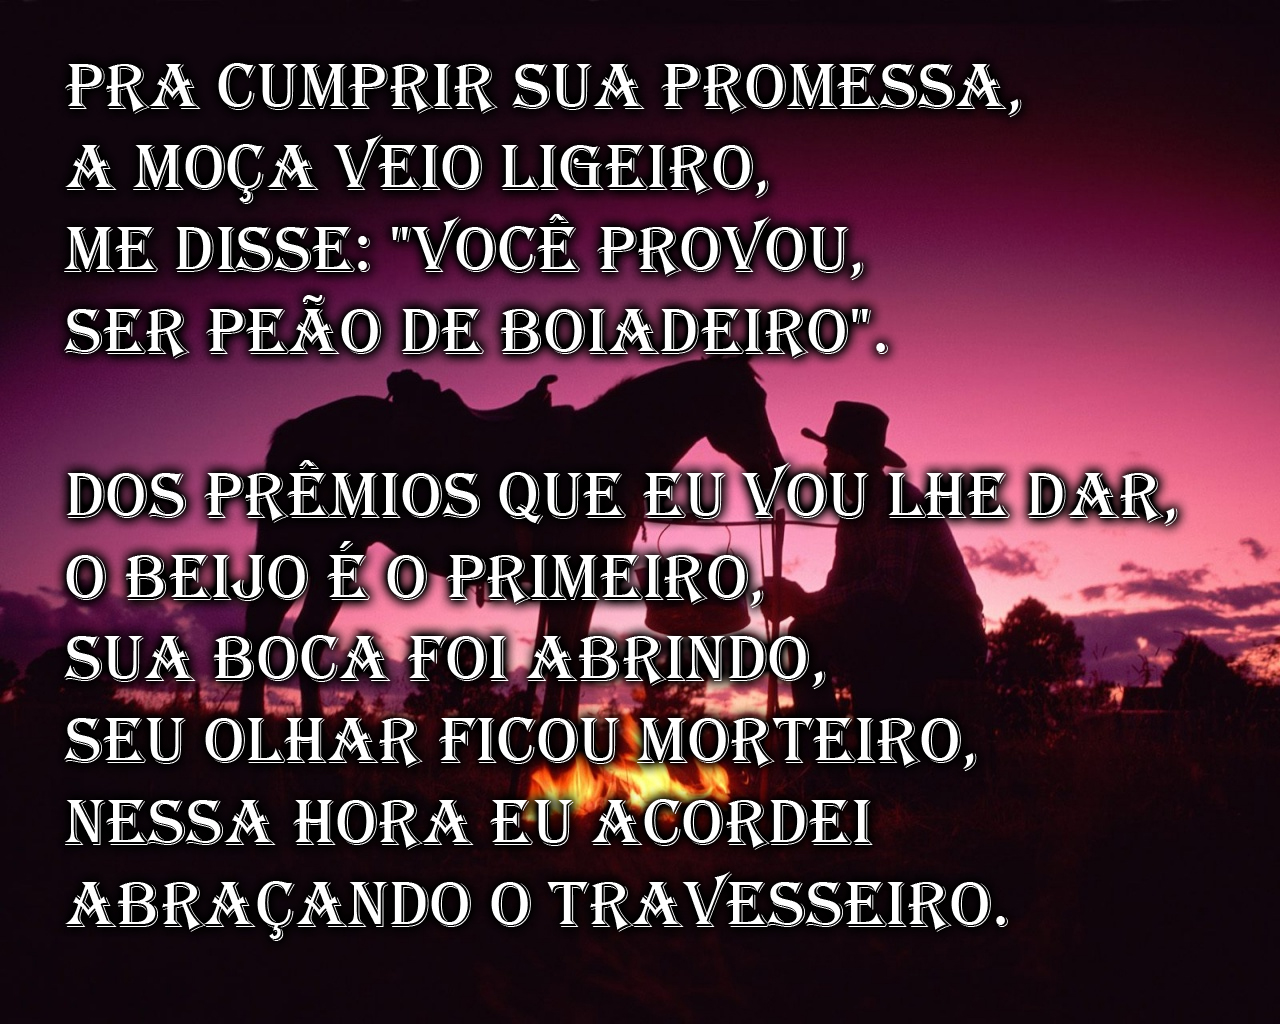 PRA CUMPRIR SUA PROMESSA,
A MOÇA VEIO LIGEIRO,
ME DISSE: "VOCÊ PROVOU,
SER PEÃO DE BOIADEIRO".
DOS PRÊMIOS QUE EU VOU LHE DAR,
O BEIJO É O PRIMEIRO,
SUA BOCA FOI ABRINDO,
SEU OLHAR FICOU MORTEIRO,
NESSA HORA EU ACORDEI
ABRAÇANDO O TRAVESSEIRO.